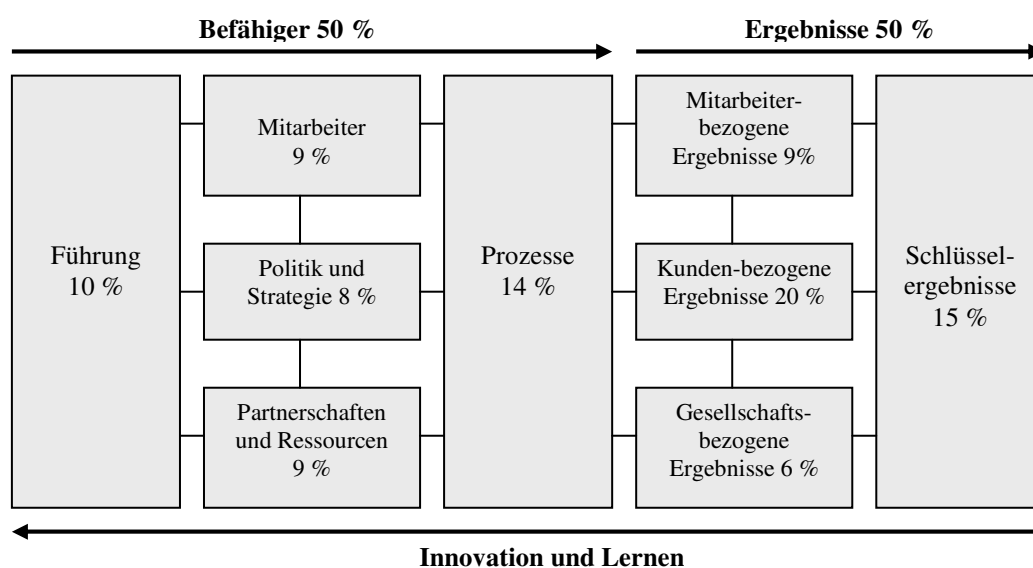 Befähiger 50 %
Ergebnisse 50 %
Führung
10 %
Mitarbeiter
9 %
Politik und
Strategie 8 %
Partnerschaften
und Ressourcen
9 %
Prozesse
14 %
Mitarbeiter-
bezogene
Ergebnisse 9%
Kunden-bezogene
Ergebnisse 20 %
Gesellschafts-
bezogene
Ergebnisse 6 %
Schlüssel-
ergebnisse
15 %
Innovation und Lernen